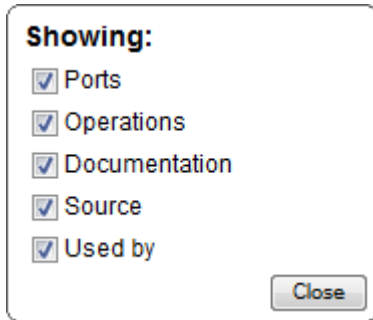 Showing:
Ports
Operations
Documentation
Source
Used by
Close